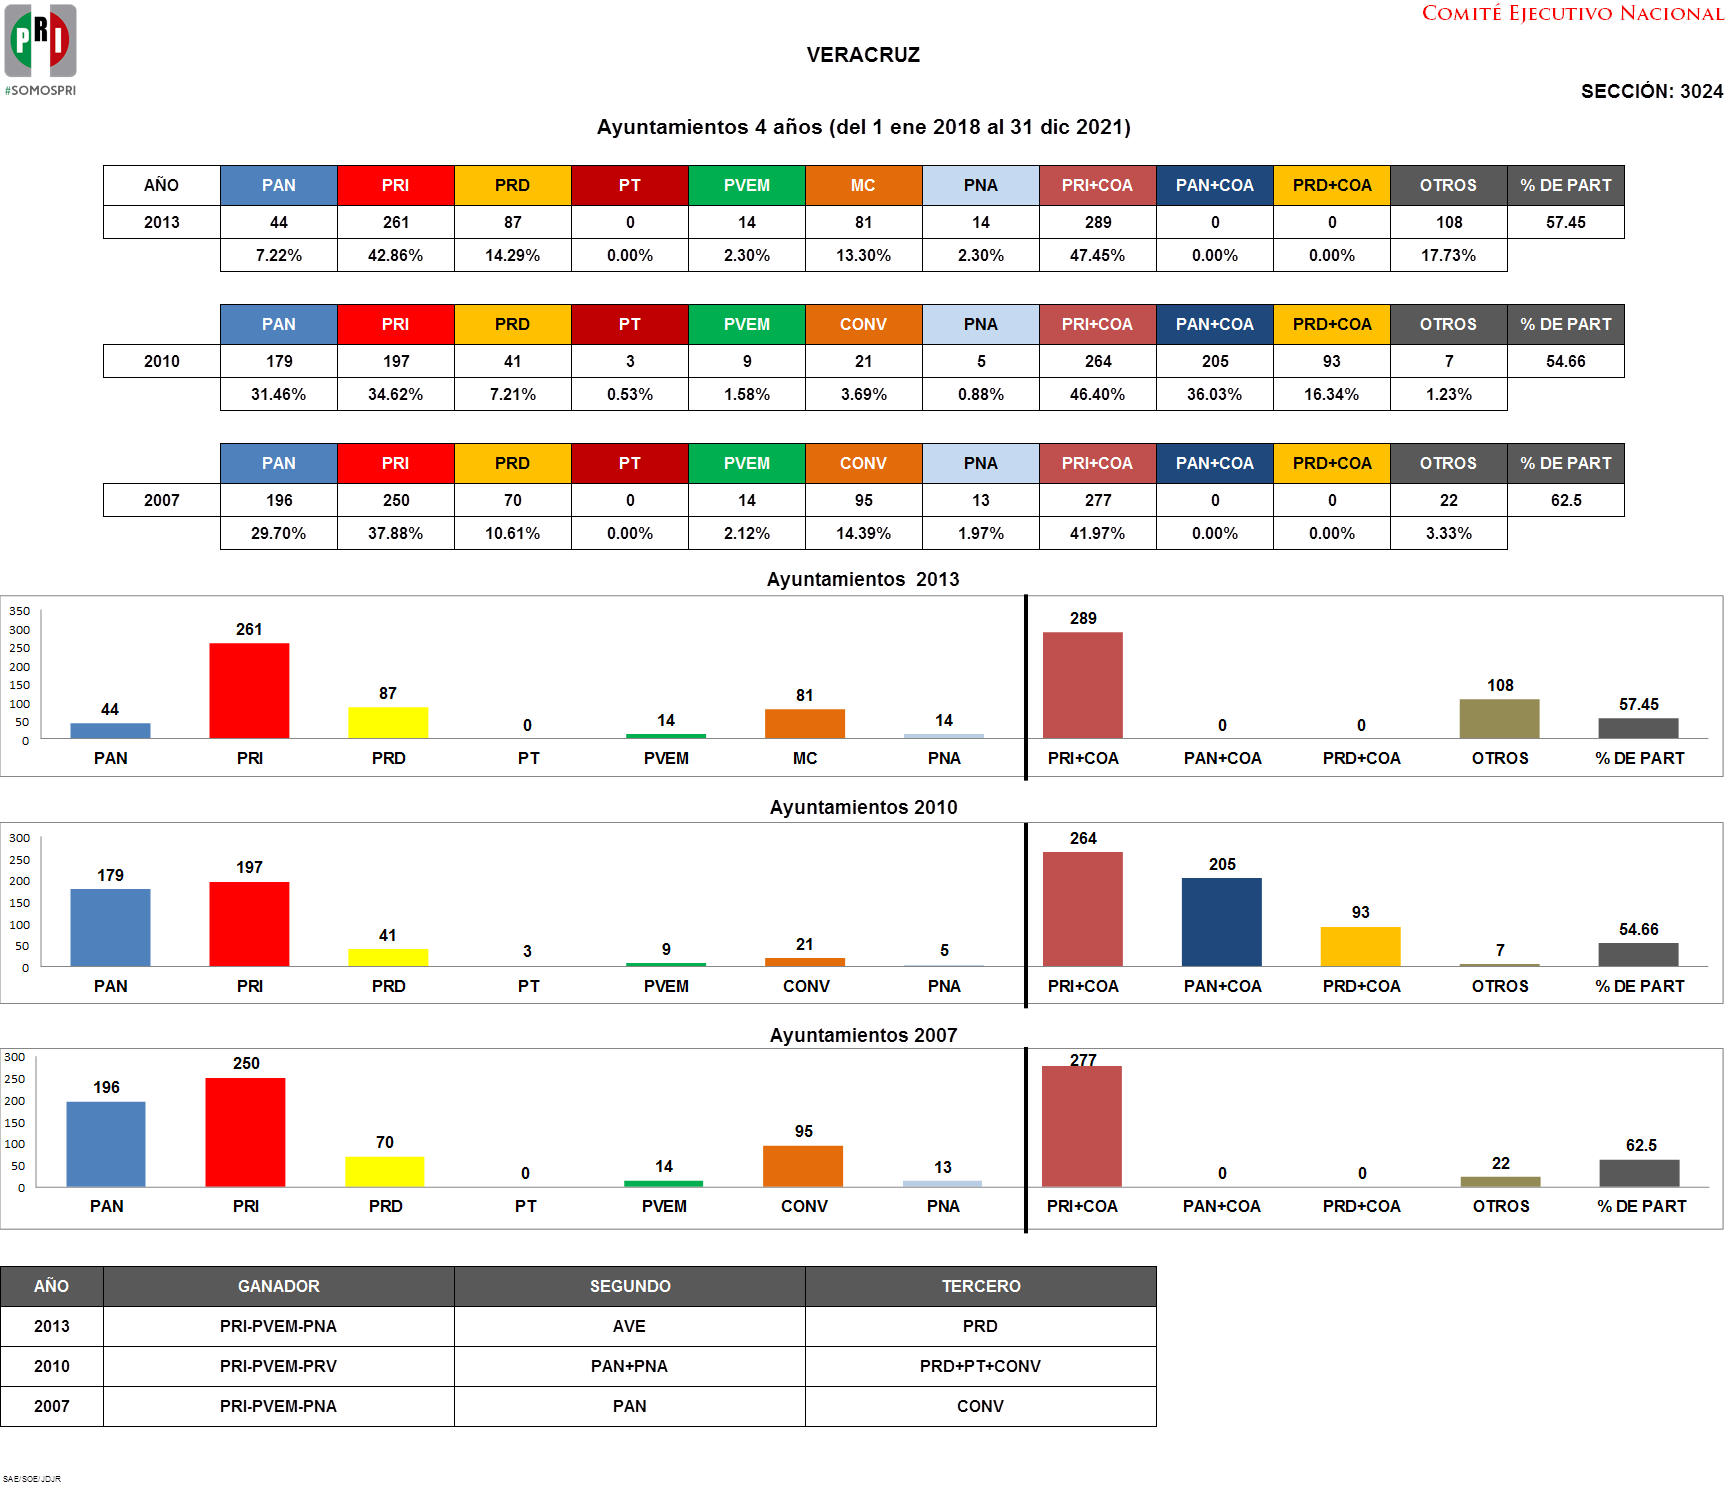 COMITÉ EJECUTIVO NACIONAL
PRI
#SOMOSPRI
VERACRUZ
SECCIÓN: 3024
Ayuntamientos 4 años (del 1 ene 2018 al 31 dic 2021)
AÑO PAN PRI PRD PT PVEM MC PNA PRI+COA PAN+COA PRD+COA OTROS % DE PART
2013 44 261 87 0 14 81 14 289 0 0 108 57.45
7.22% 42.86% 14.29% 0.00% 2.30% 13.30% 2.30% 47.45% 0.00% 0.00% 17.73%
PAN PRI PRD PT PVEM CONV PNA PRI+COA PAN+COA PRD+COA OTROS % DE PART
2010 179 197 41 3 9 21 5 264 205 93 7 54.66
31.46% 34.62% 7.21% 0.53% 1.58% 3.69% 0.88% 46.40% 36.03% 16.34% 1.23%
PAN PRI PRD PT PVEM CONV PNA PRI+COA PAN+COA PRD+COA OTROS % DE PART
2007 196 250 70 0 14 95 13 277 0 0 22 62.5
29.70% 37.88% 10.61% 0.00% 2.12% 14.39% 1.97% 41.97% 0.00% 0.00% 3.33%
Ayuntamientos 2013
350
300
250
200
150
100
50
0
44 261 87 0 14 81 14 289 0 0 108 57.45
PAN PRI PRD PT PVEM MC PNA PRI+COA PAN+COA PRD+COA OTROS % DE PART
Ayuntamientos 2010
300
250
200
150
100
50
0
179 197 41 3 9 21 5 264 205 93 7 54.66
PAN PRI PRD PT PVEM CONV PNA PRI+COA PAN+COA PRD+COA OTROS % DE PART
Ayuntamientos 2007
300
250
200
150
100
50
0
196 250 70 0 14 95 13 277 0 0 22 62.5
PAN PRI PRD PT PVEM CONV PNA PRI+COA PAN+COA PRD+COA OTROS % DE PART
AÑO GANADOR SEGUNDO TERCERO
2013 PRI-PVEM-PNA AVE PRD
2010 PRI-PVEM-PRV PAN+PNA PRD+PT+CONV
2007 PRI-PVEM-PNA PAN CONV
SAE/SOE/JDJR